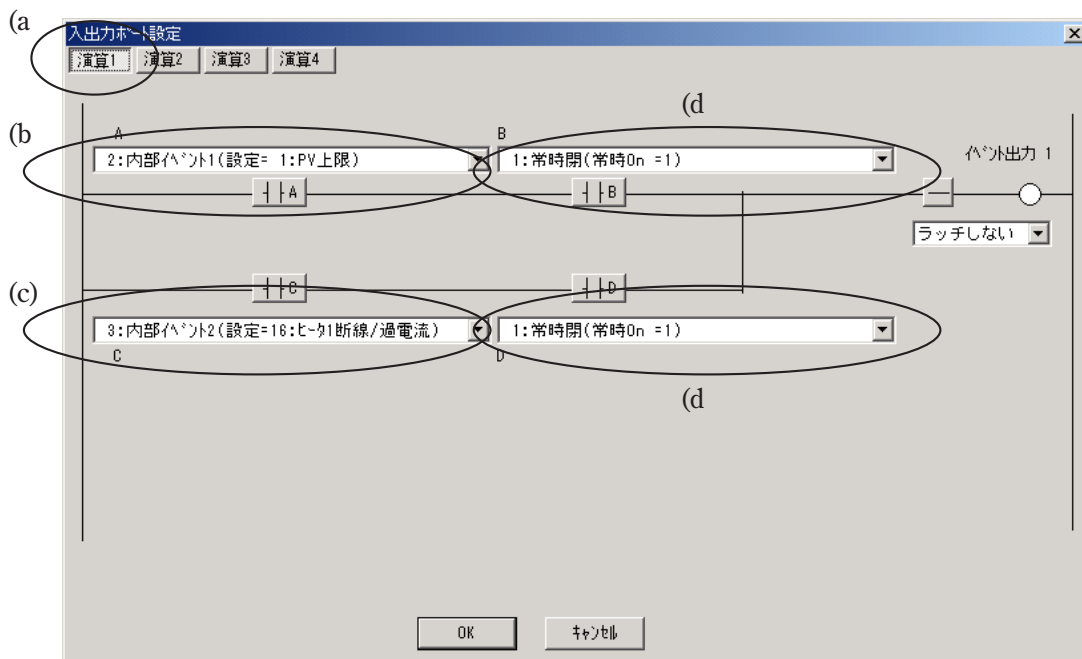 (a
入出力ポート設定
演算1 演算2 演算3 演算4
(d
(b
A B
2:内部ｲﾍﾞﾝﾄ1(設定= 1:PV上限) 1:常時閉(常時On =1) ｲﾍﾞﾝﾄ出力 1
A B
ラッチしない
(c)
C D
3:内部ｲﾍﾞﾝﾄ2(設定=16:ﾋｰﾀ1断線/過電流) 1:常時閉(常時On =1)
C D
(d
OK ｷｬﾝｾﾙ